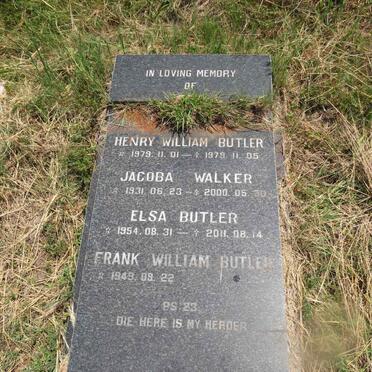 IN LOVING MEMORY
OF
HENRY WILLIAM BUTLER
☆ 1979.11.01 — ✝ 1979.11.05
JACOBA WALKER
☆ 1931.06.23 — ✝ 2000.05.30
ELSA BUTLER
☆ 1954.08.31 — ✝ 2011.08.14
FRANK WILLIAM BUTLER
☆ 1949.09.22
PS 23
DIE HERE IS MY HERDER